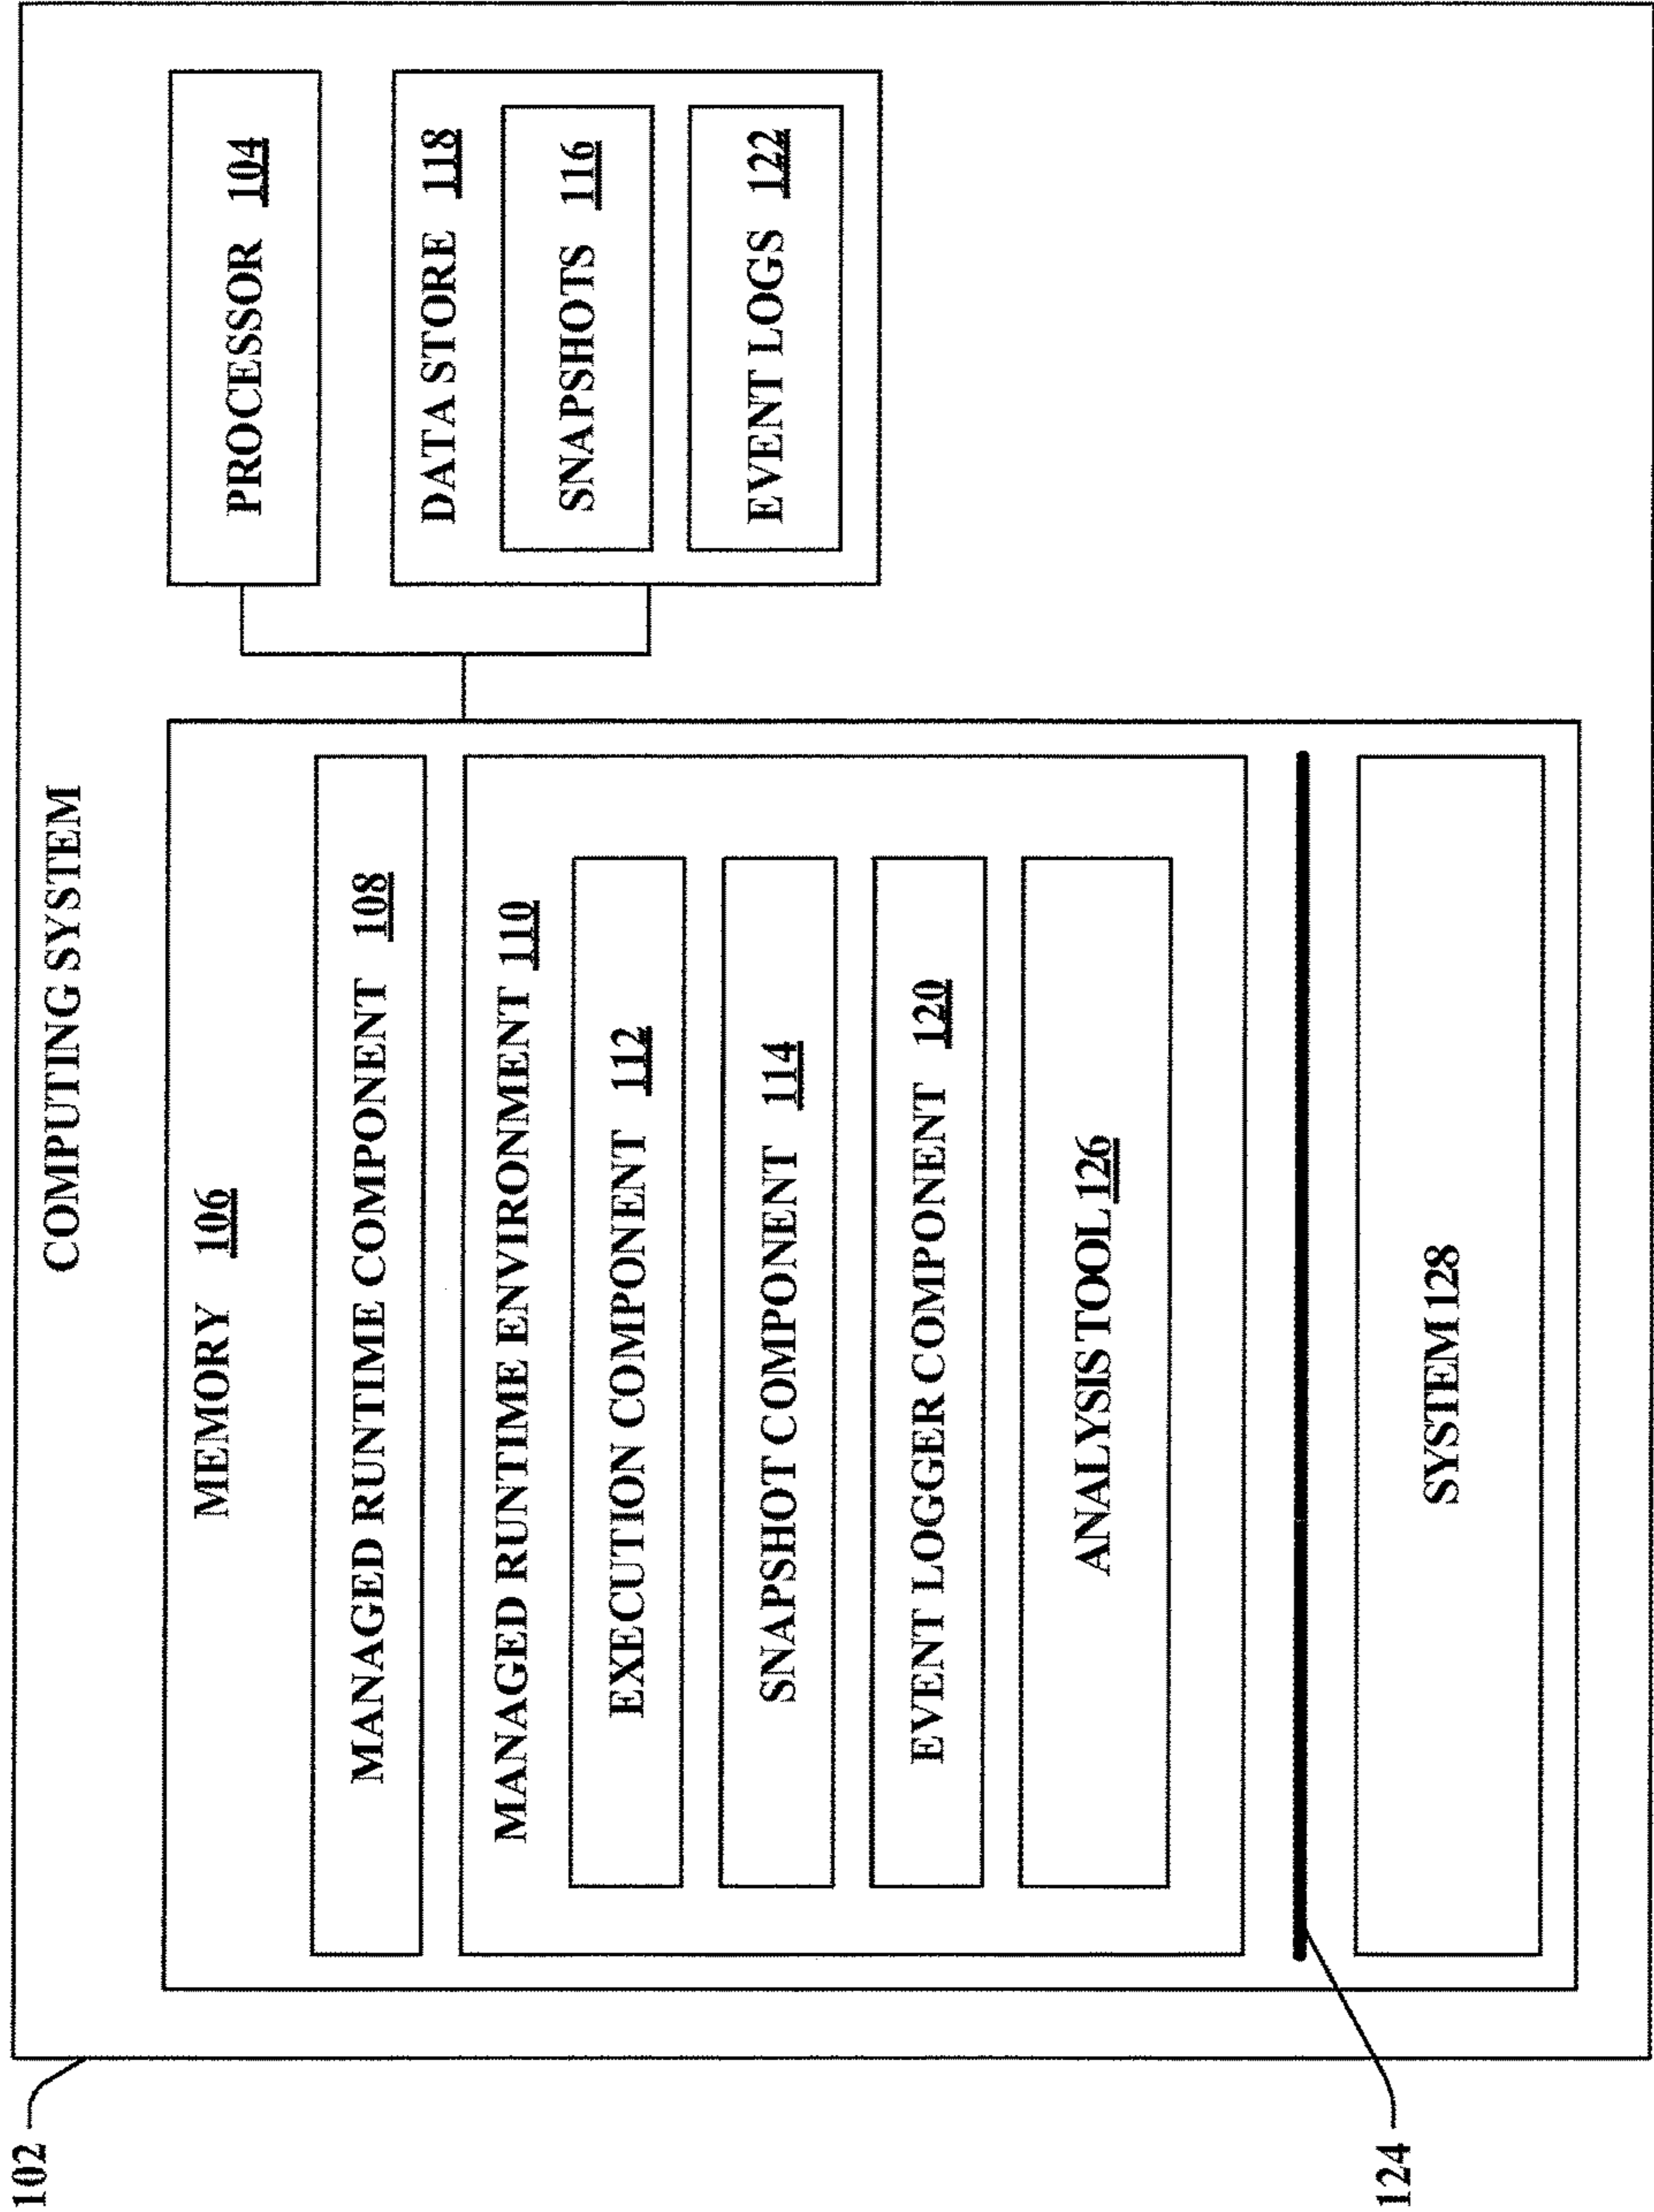 102
COMPUTING SYSTEM
MEMORY 106
MANAGED RUNTIME COMPONENT 108
MANAGED RUNTIME ENVIRONMENT 110
EXECUTION COMPONENT 112
SNAPSHOT COMPONENT 114
EVENT LOGGER COMPONENT 120
ANALYSIS TOOL 126
124
SYSTEM 128
PROCESSOR 104
DATA STORE 118
SNAPSHOTS 116
EVENT LOGS 122